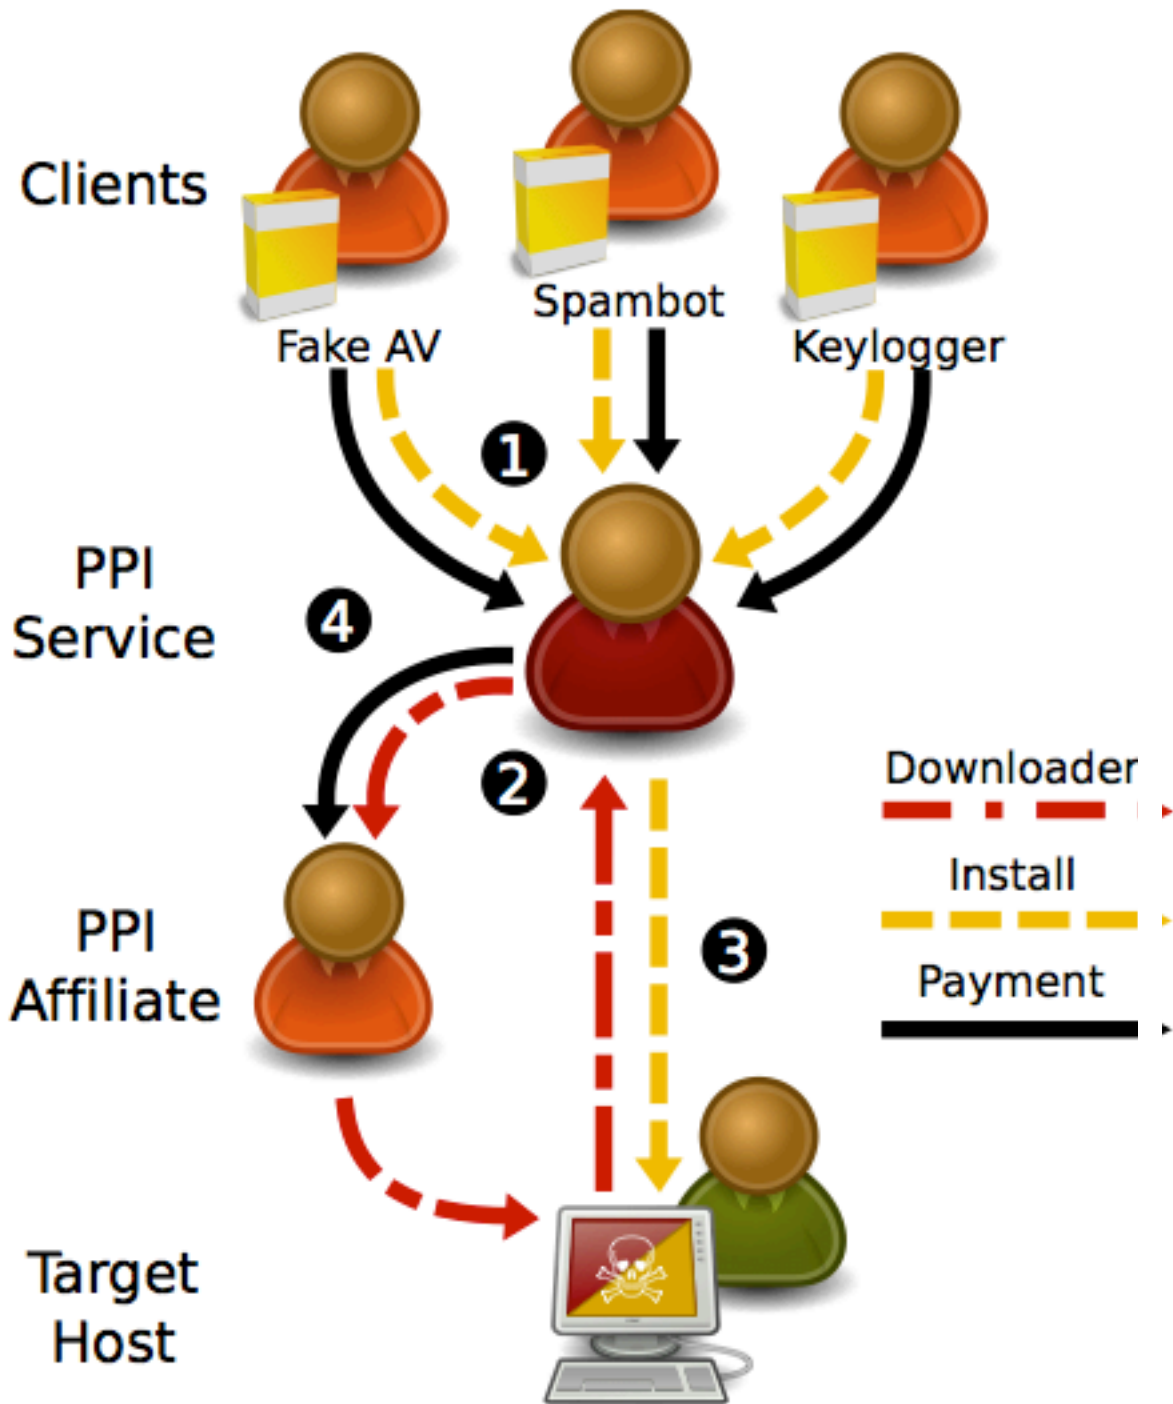 Clients
Fake AV
Spambot
Keylogger
1
PPI
Service
4
2
Downloader
Install
3
Payment
PPI
Affiliate
Target
Host